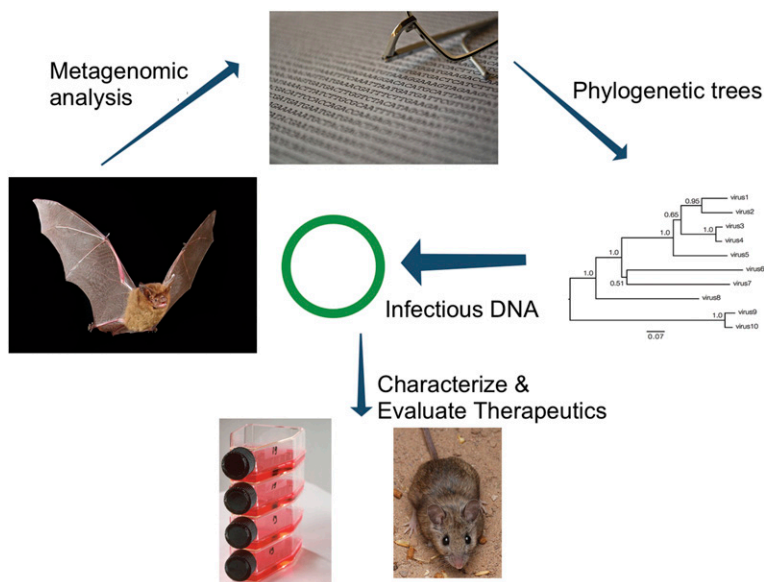 Metagenomic
analysis
Phylogenetic trees
virus1
0.95
virus2
0.65
virus3
1.0
virus4
1.0
virus5
1.0
virus6
1.0
0.51
virus7
virus8
virus9
1.0
virus10
0.07
Infectious DNA
Characterize &
Evaluate Therapeutics